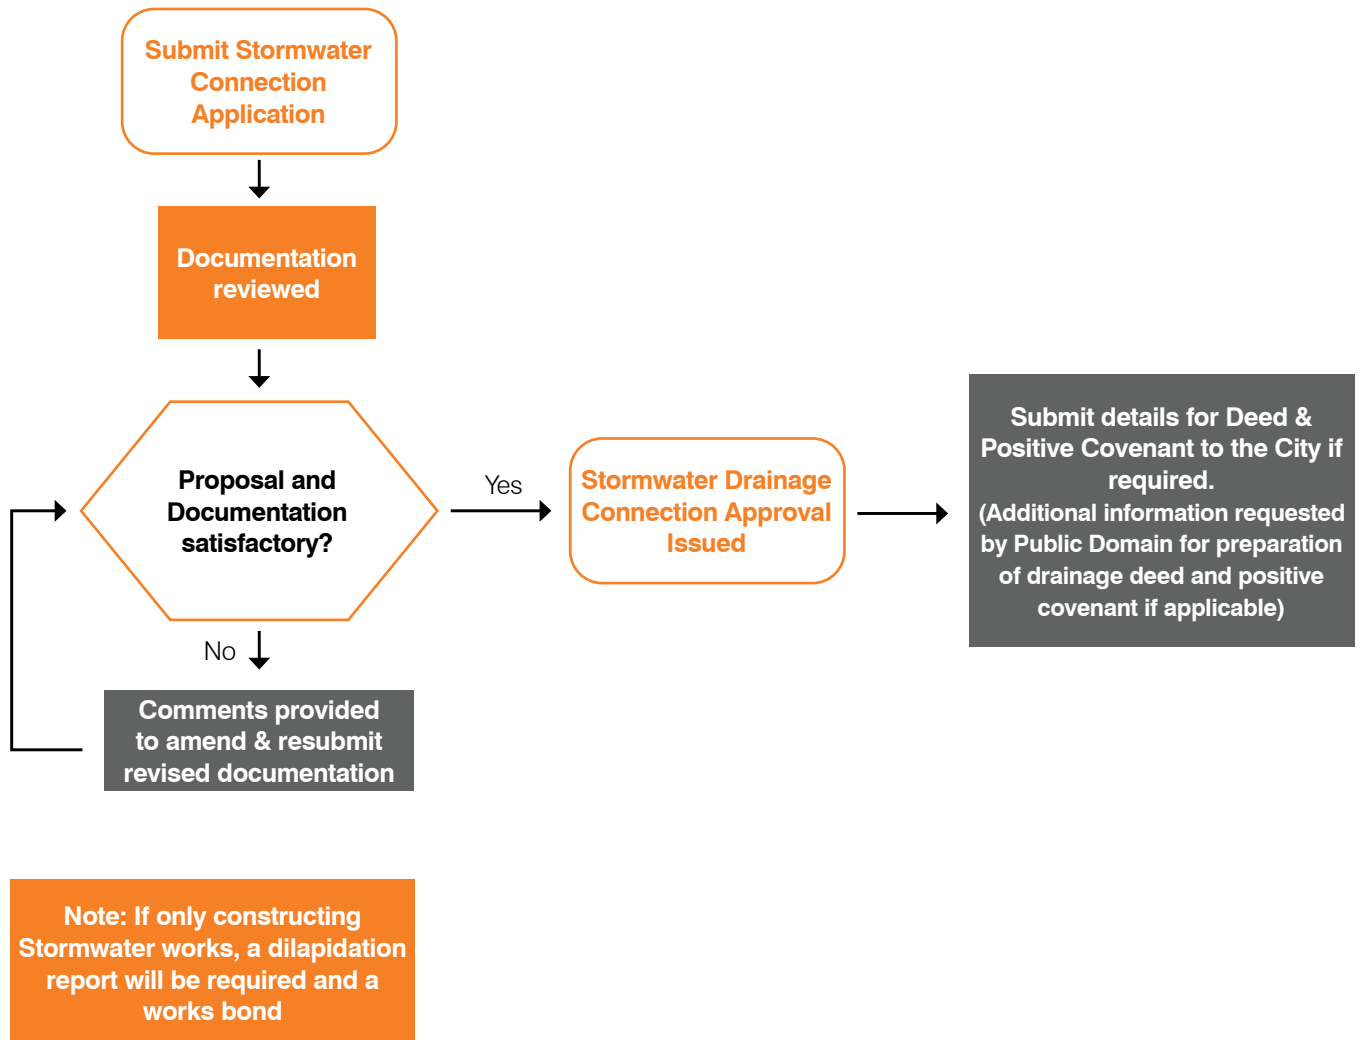 Submit Stormwater
Connection
Application
Documentation
reviewed
Proposal and
Documentation
satisfactory?
Yes
Stormwater Drainage
Connection Approval
Issued
Submit details for Deed &
Positive Covenant to the City if
required.
(Additional information requested
by Public Domain for preparation
of drainage deed and positive
covenant if applicable)
No
Comments provided
to amend & resubmit
revised documentation
Note: If only constructing
Stormwater works, a dilapidation
report will be required and a
works bond